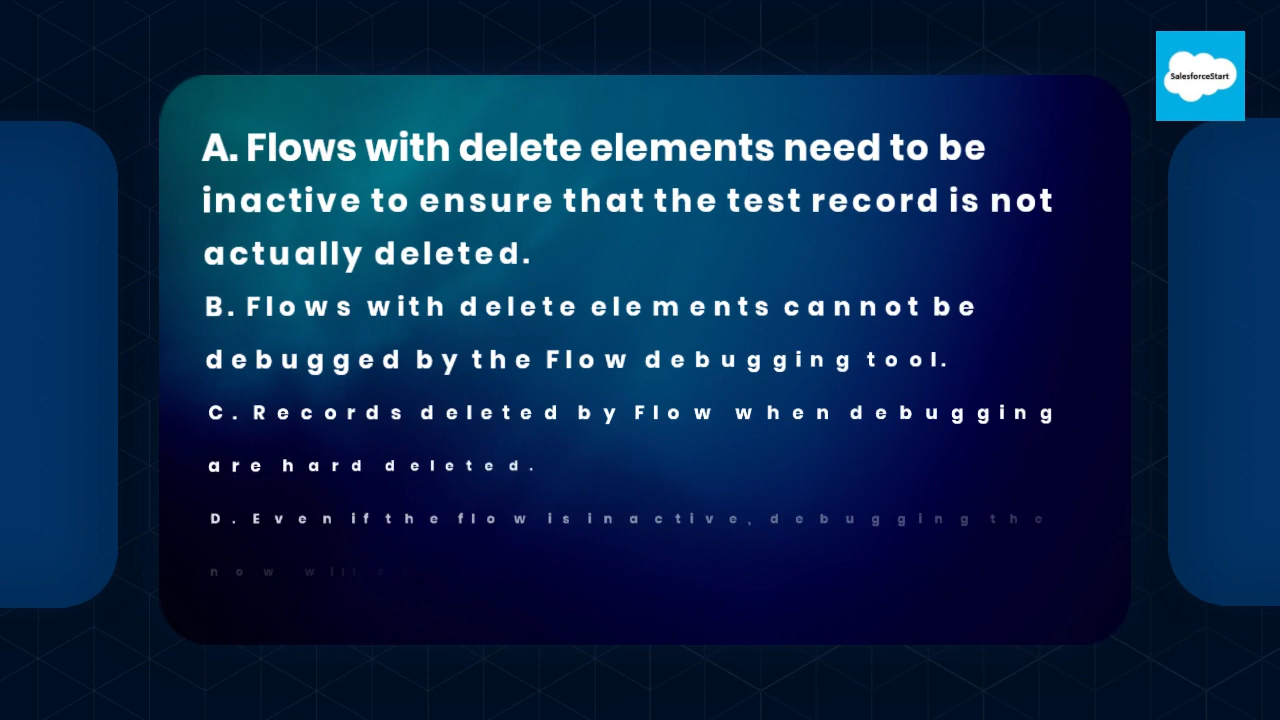 SalesforceStart
A. Flows with delete elements need to be
inactive to ensure that the test record is not
actually deleted.
B. Flows with delete elements cannot be
debugged by the Flow debugging tool.
C. Records deleted by Flow when debugging
are hard deleted.
D. Even if the flow is inactive, debugging the
now will